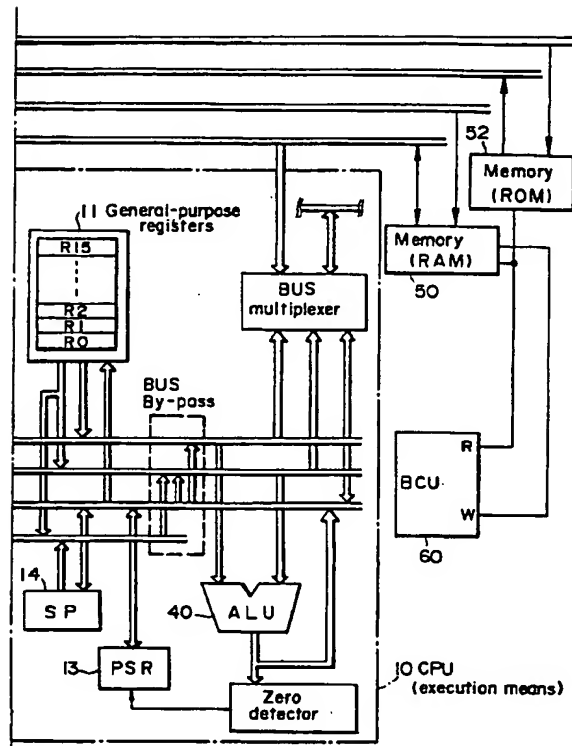 52
Memory
(ROM)
11 General-purpose
registers
R15
R2
R1
R0
BUS
multiplexer
Memory
(RAM)
50
BUS
By-pass
BCU
R
W
60
14
SP
40
ALU
13
PSR
Zero
detector
10 CPU
(execution means)